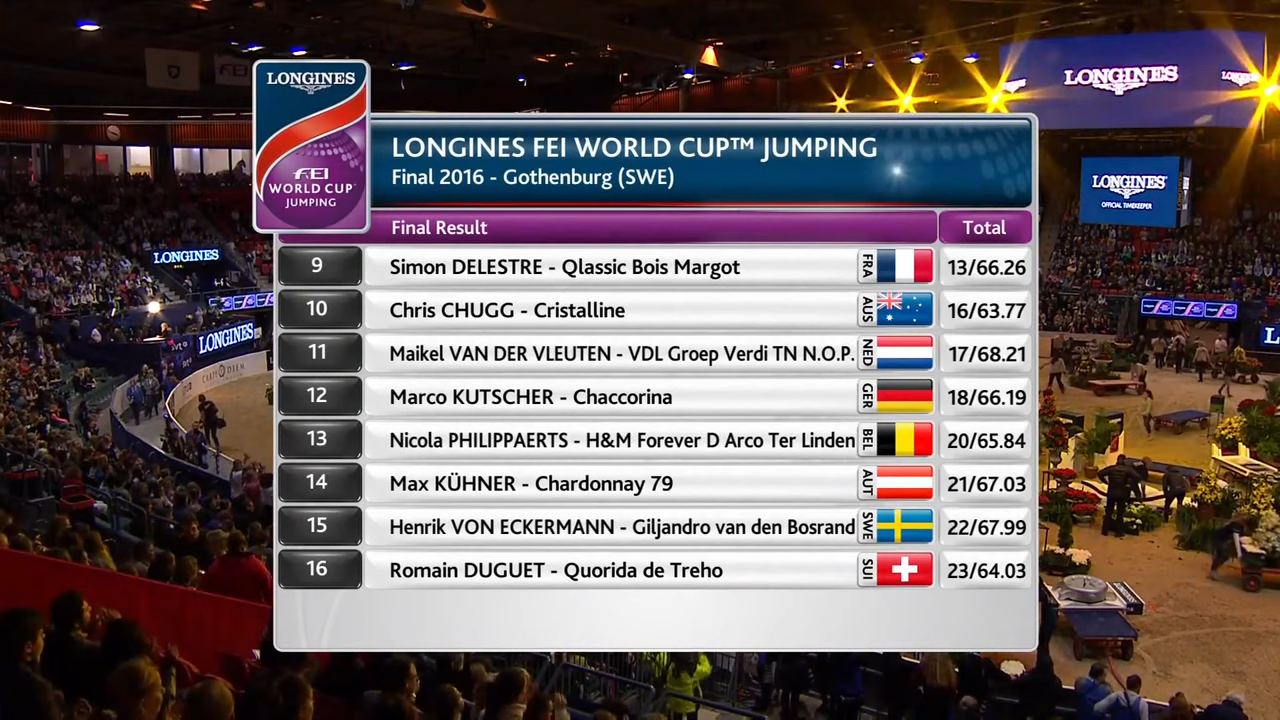 LONGINES
FEI
WORLD CUP
JUMPING
LONGINES FEI WORLD CUP™ JUMPING
Final 2016 - Gothenburg (SWE)
Final Result Total
9 Simon DELESTRE - Qlassic Bois Margot FRA 13/66.26
10 Chris CHUGG - Cristalline AUS 16/63.77
11 Maikel VAN DER VLEUTEN - VDL Groep Verdi TN N.O.P. NED 17/68.21
12 Marco KUTSCHER - Chaccorina GER 18/66.19
13 Nicola PHILIPPAERTS - H&M Forever D Arco Ter Linden BEL 20/65.84
14 Max KÜHNER - Chardonnay 79 AUT 21/67.03
15 Henrik VON ECKERMANN - Giljandro van den Bosrand SWE 22/67.99
16 Romain DUGUET - Quorida de Treho SUI 23/64.03
LONGINES
LONGINES
OFFICIAL TIMEKEEPER
LONGINES
LONGINES